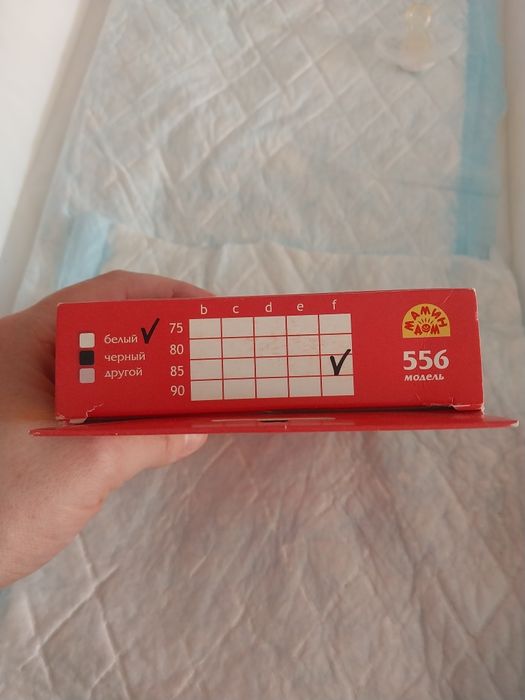 b c d e f
белый ✓ 75
черный 80
другой 85 ✓
90
МАМИН
ДОМ
556
МОДЕЛЬ